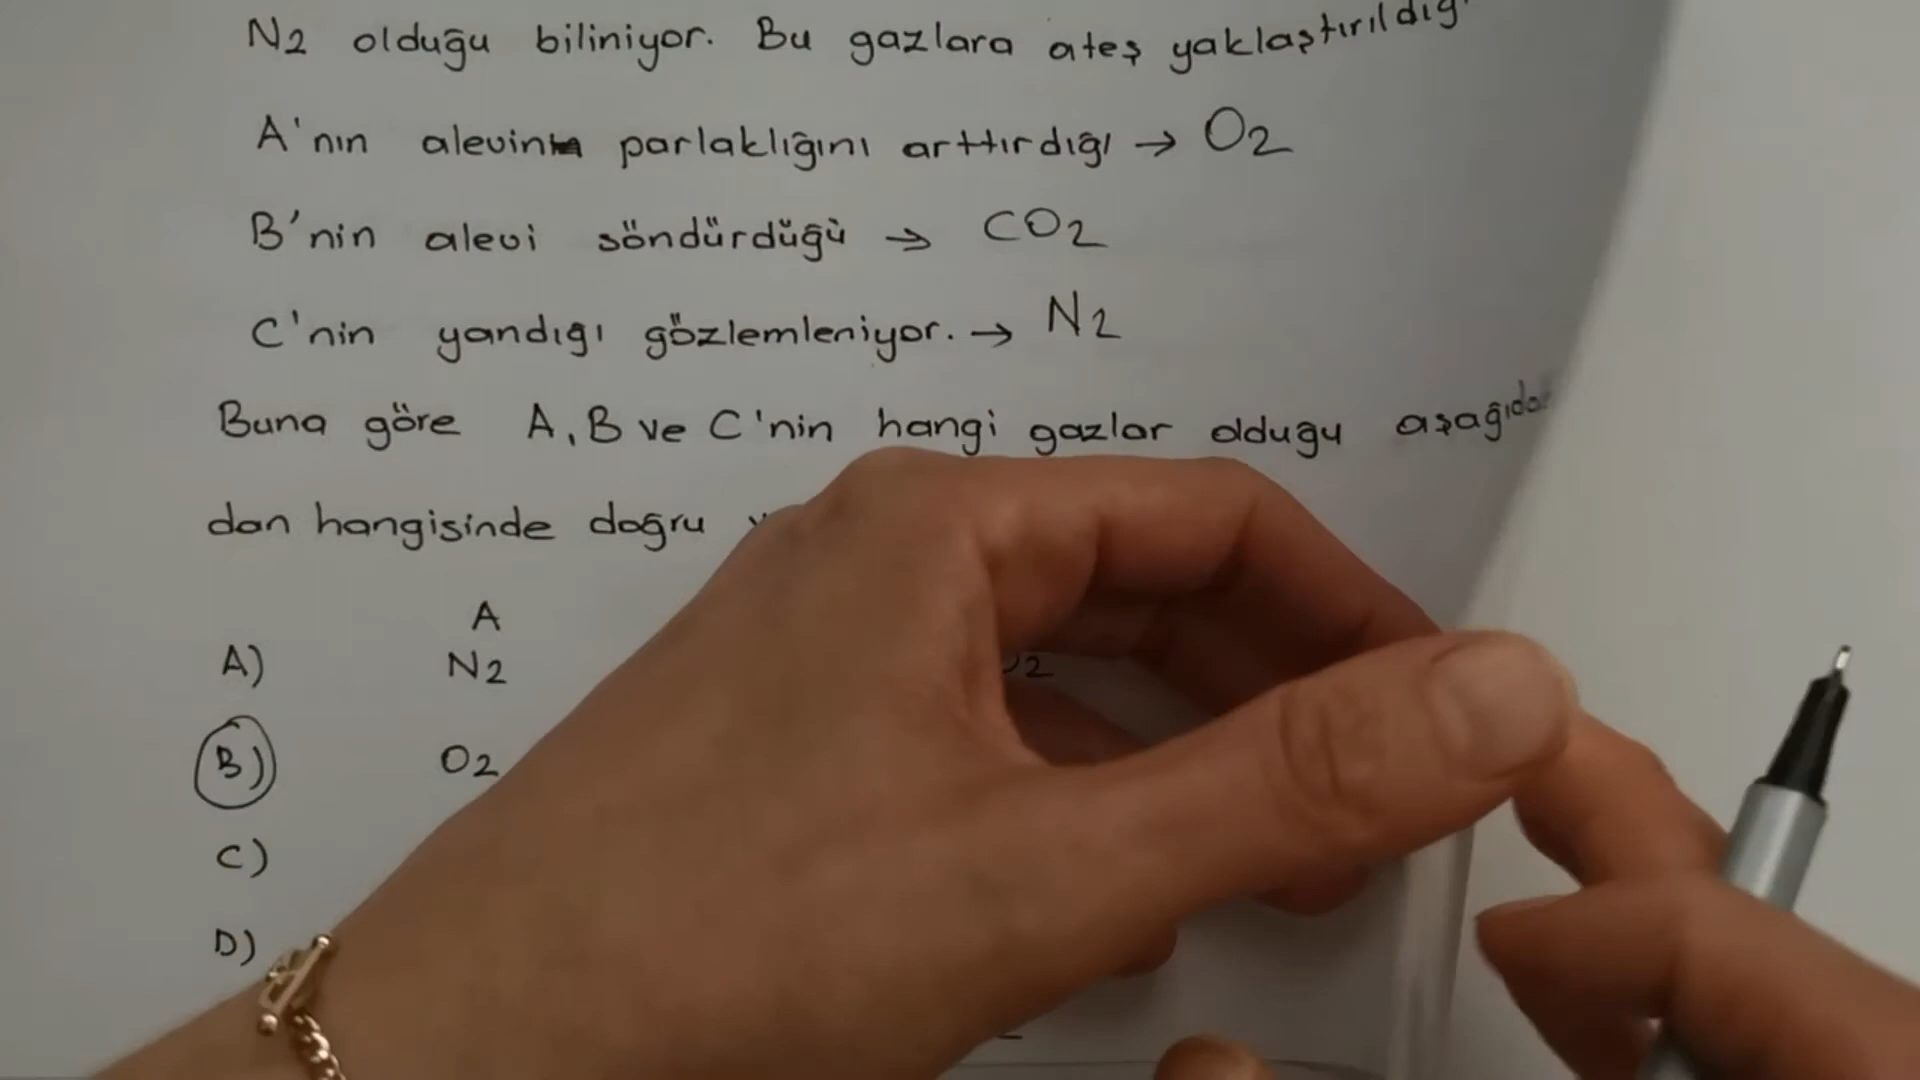 N2 olduğu biliniyor. Bu gazlara ateş yaklaştırıldığ
A'nın alevin parlaklığını arttırdığı → O2
B'nin alevi söndürdüğü → CO2
C'nin yandığı gözlemleniyor. → N2
Buna göre A, B ve C'nin hangi gazlar olduğu aşağıda
dan hangisinde doğru
A
A) N2
B) O2
C)
D)